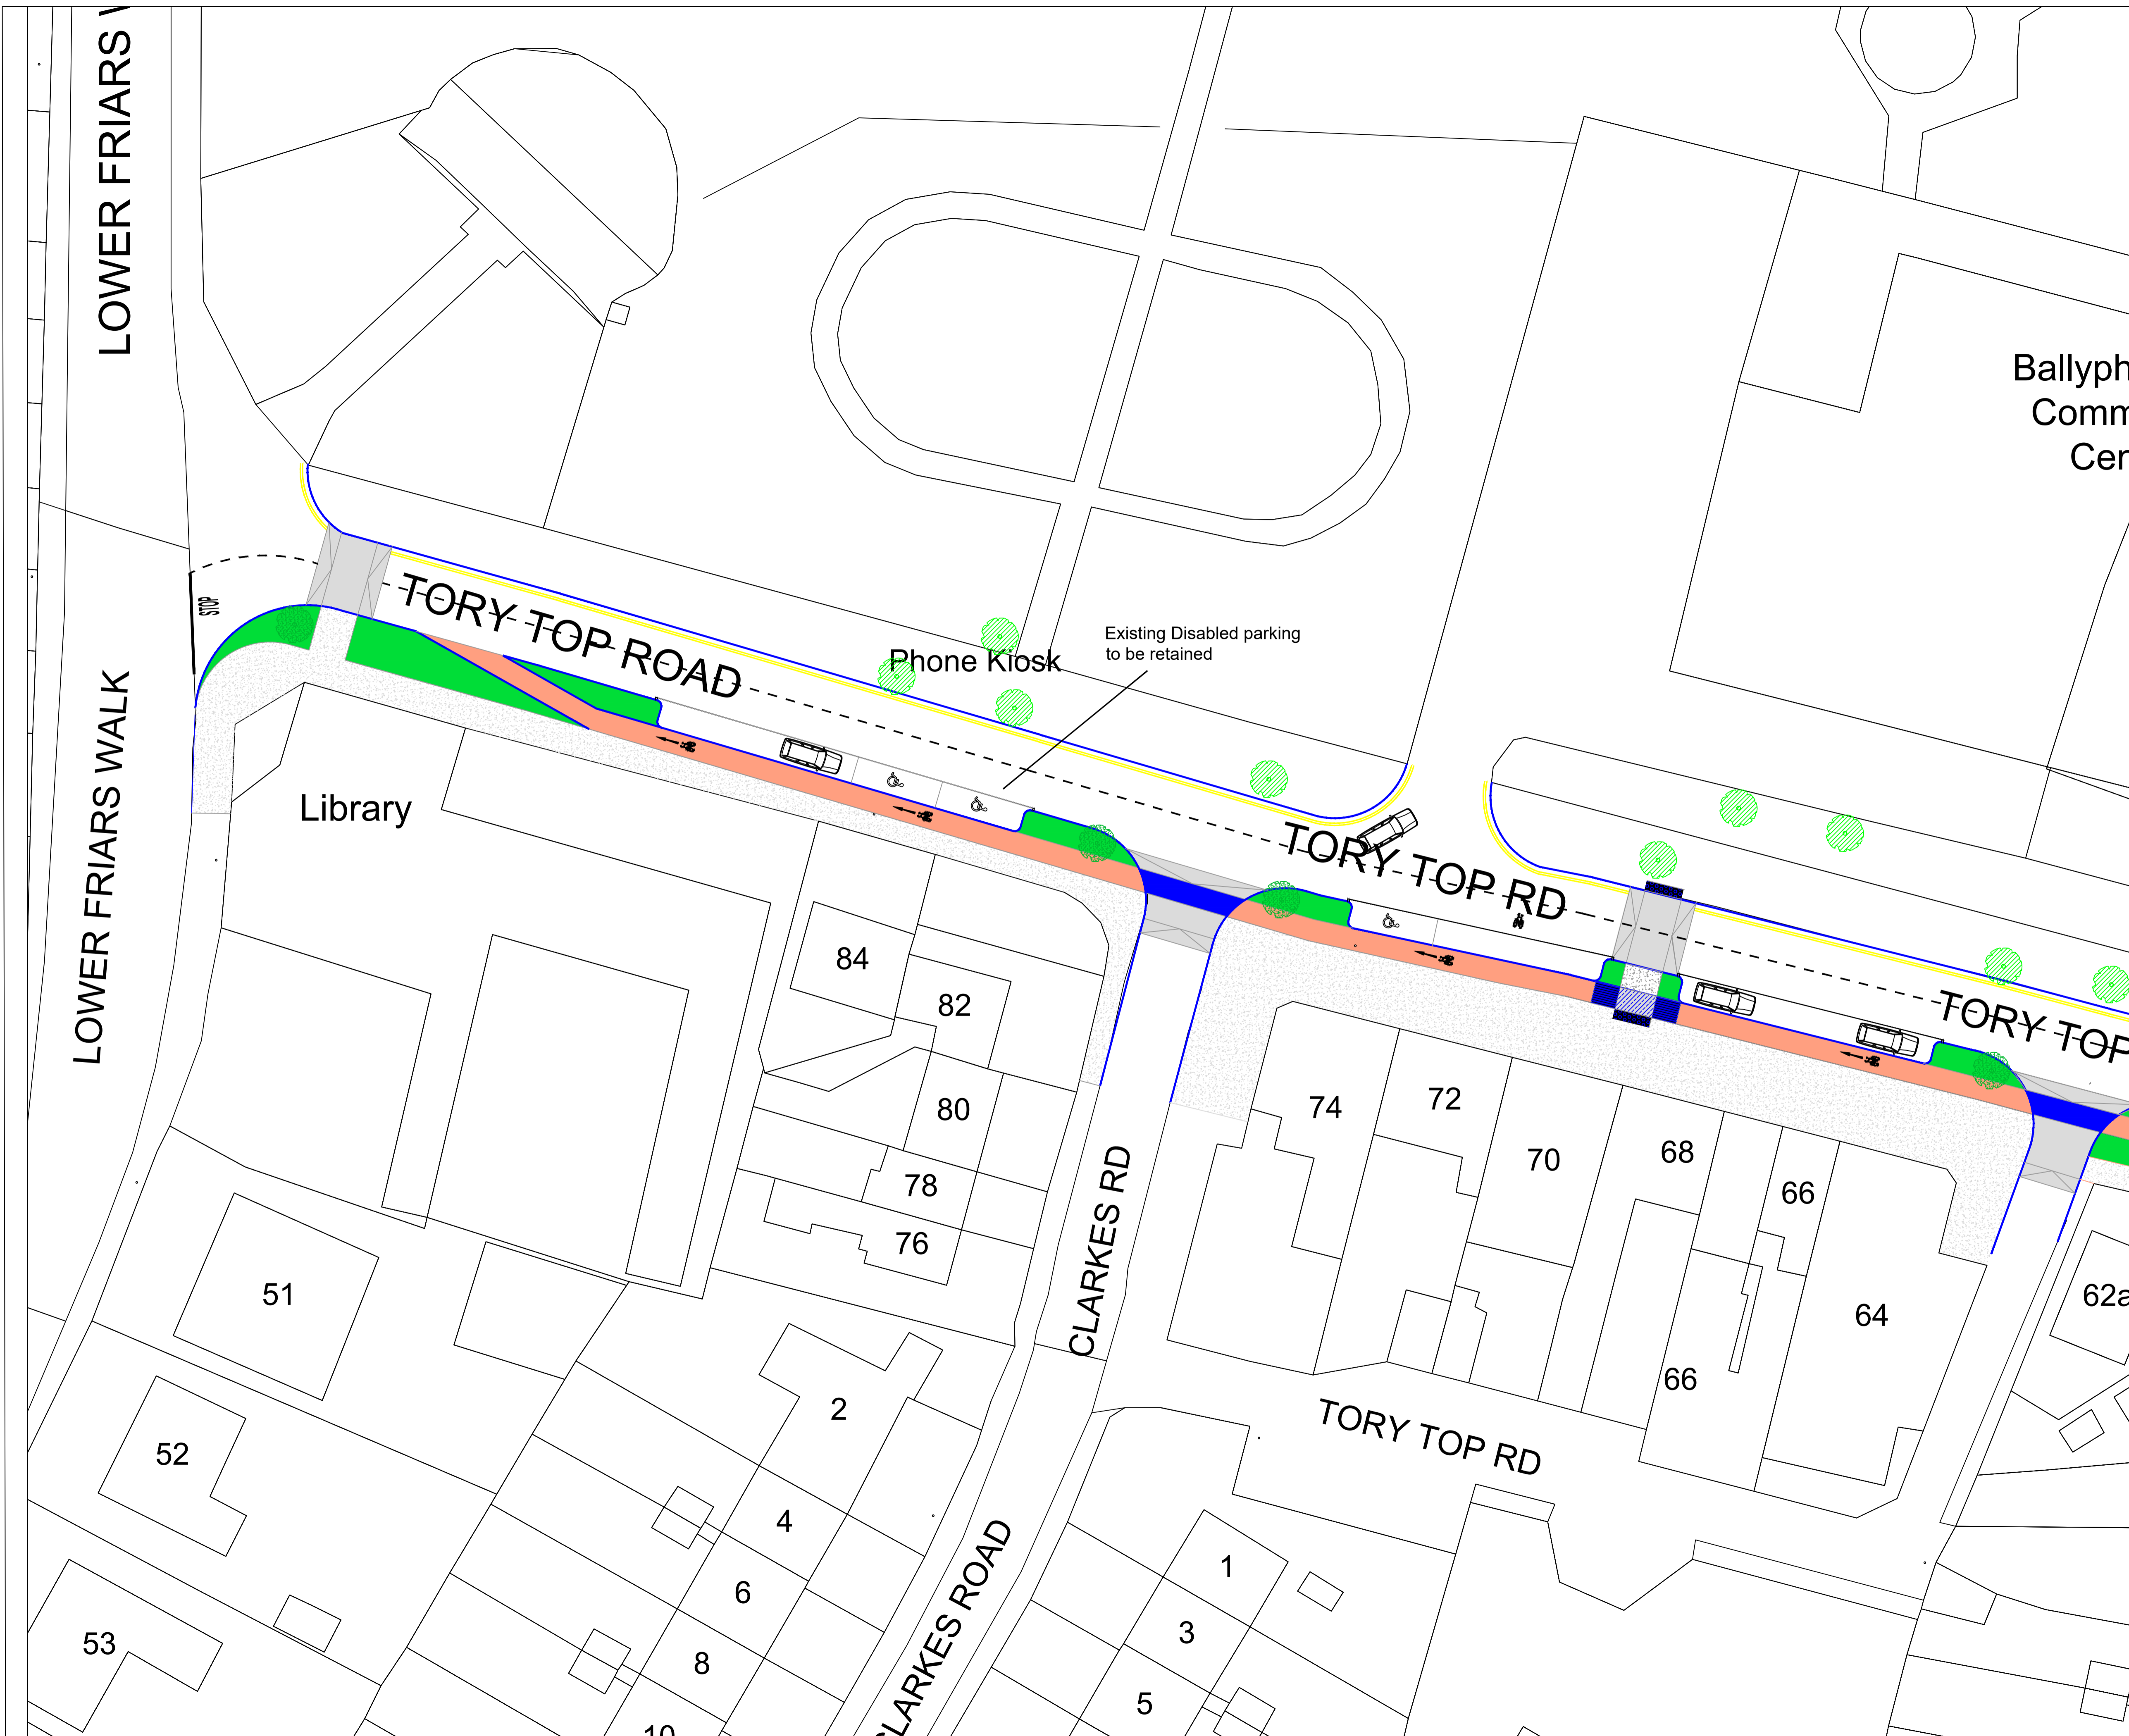 LOWER FRIARS
Ballyph
Comm
Cen
TORY TOP ROAD
STOP
Phone Kiosk
Existing Disabled parking
to be retained
LOWER FRIARS WALK
Library
TORY TOP RD
TORY TOP
84
82
80
78
76
74
72
70
68
66
64
66
62a
CLARKES RD
TORY TOP RD
51
52
53
2
4
6
8
10
CLARKES ROAD
1
3
5